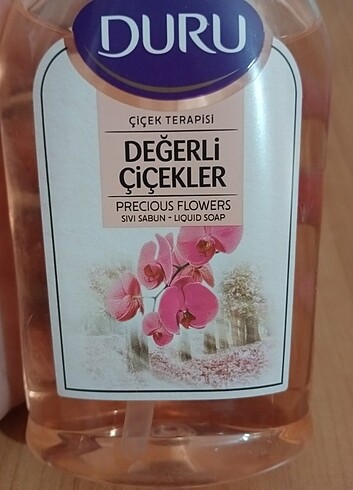 DURU
ÇİÇEK TERAPİSİ
DEĞERLİ
ÇİÇEKLER
PRECIOUS FLOWERS
SIVI SABUN - LIQUID SOAP